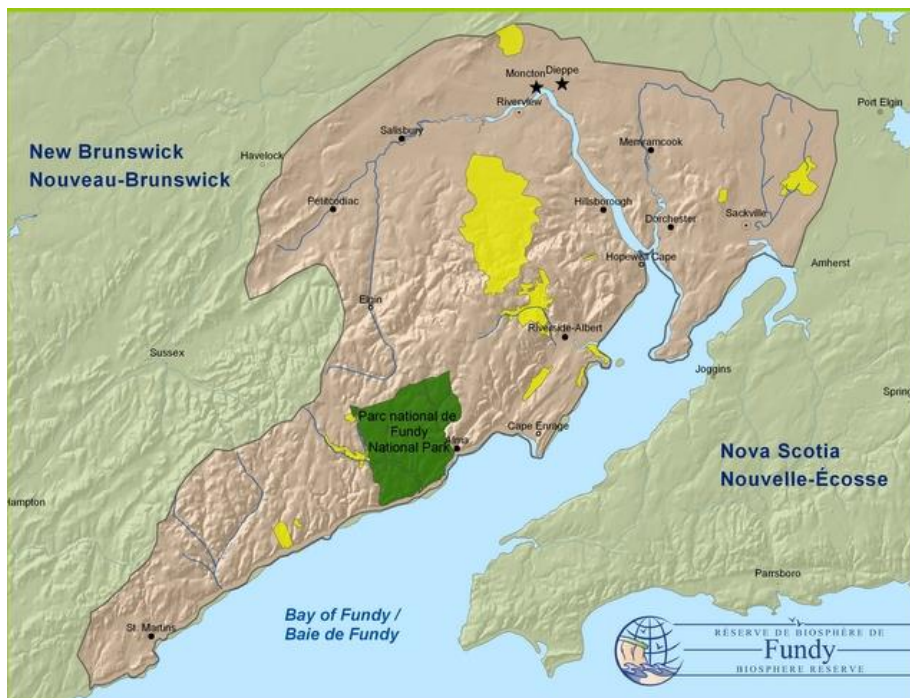 Moncton
Dieppe
Riverview
Port Elgin
Salisbury
Memramcook
New Brunswick
Nouveau-Brunswick
Havelock
Petitcodiac
Hillsborough
Dorchester
Sackville
Hopewell Cape
Amherst
Elgin
Riverside-Albert
Sussex
Joggins
Spring
Parc national de
Fundy
National Park
Alma
Cape Enrage
Nova Scotia
Nouvelle-Écosse
Hampton
Parrsboro
Bay of Fundy /
Baie de Fundy
St. Martins
RÉSERVE DE BIOSPHÈRE DE
Fundy
BIOSPHERE RESERVE